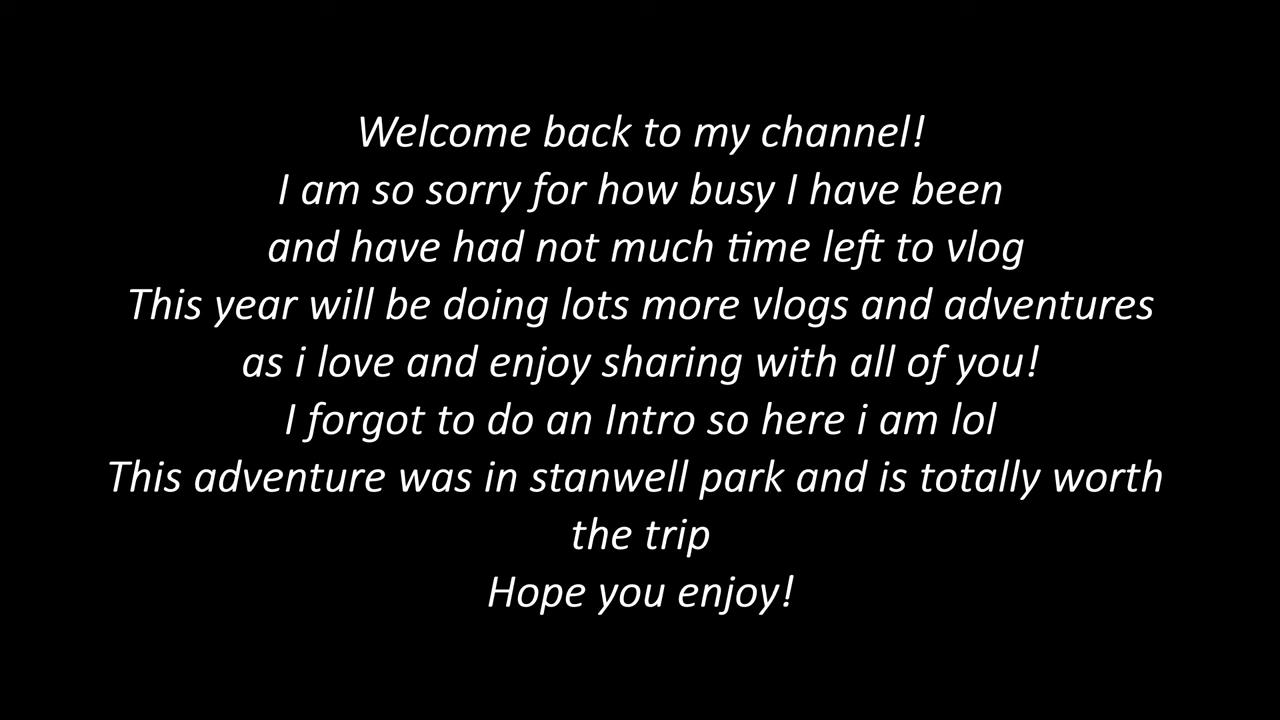 Welcome back to my channel!
I am so sorry for how busy I have been
and have had not much time left to vlog
This year will be doing lots more vlogs and adventures
as i love and enjoy sharing with all of you!
I forgot to do an Intro so here i am lol
This adventure was in stanwell park and is totally worth
the trip
Hope you enjoy!